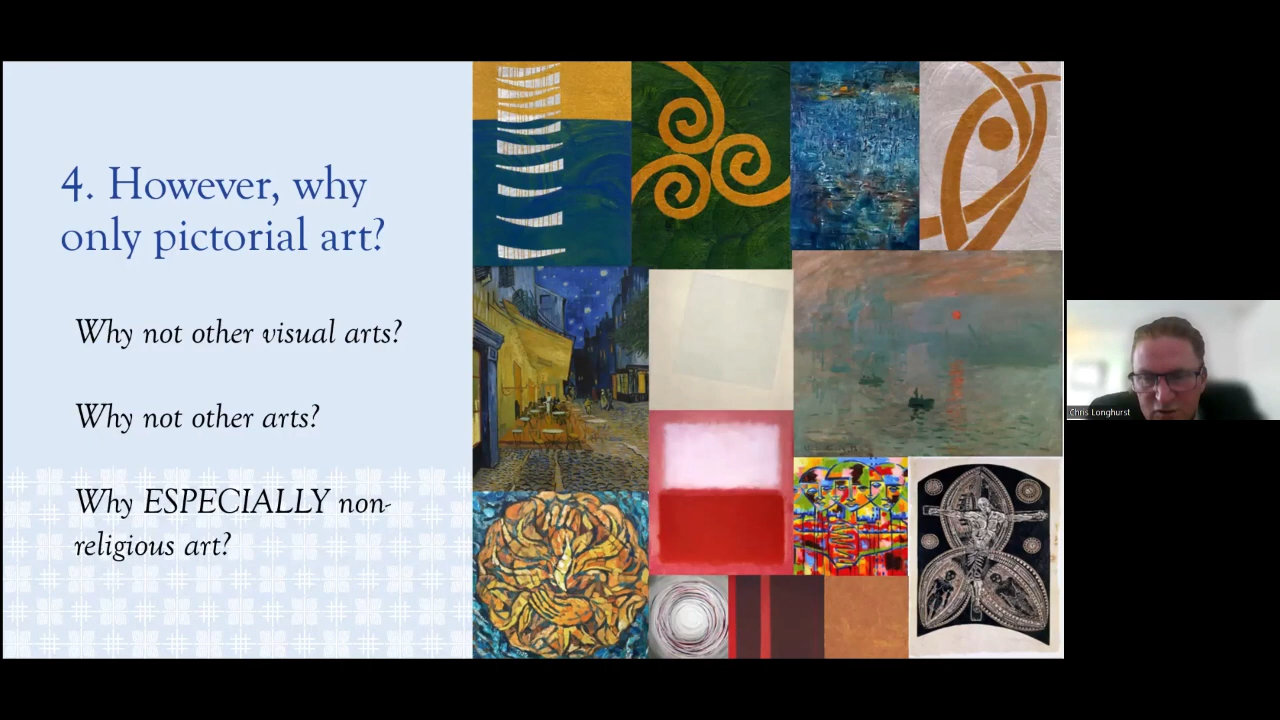 4. However, why
only pictorial art?
Why not other visual arts?
Why not other arts?
Why ESPECIALLY non-
religious art?
Chris Longhurst